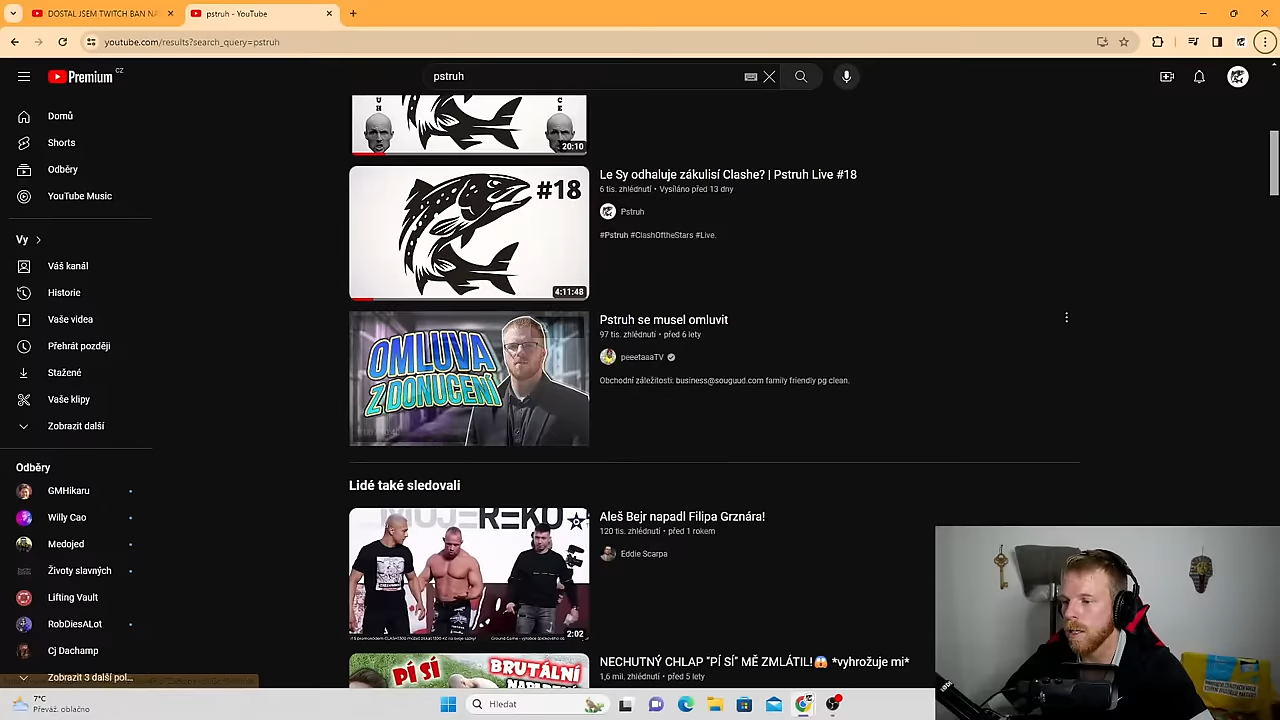 DOSTAL JSEM TWITCH BAN NA
pstruh - YouTube
youtube.com/results?search_query=pstruh
Premium CZ
pstruh
Domů
Shorts
Odběry
YouTube Music
Vy
Váš kanál
Historie
Vaše videa
Přehrát později
Stažené
Vaše klipy
Zobrazit další
Odběry
GMHikaru
Willy Cao
Medojed
Životy slavných
Lifting Vault
RobDiesALot
Cj Dachamp
Zobrazit 3 další pol...
U
H
C
E
20:10
#18
4:11:48
Le Sy odhaluje zákulisí Clashe? | Pstruh Live #18
6 tis. zhlédnutí • Vysíláno před 13 dny
Pstruh
#Pstruh #ClashOfTheStars #Live.
OMLUVA
Z DONUCENÍ
Pstruh se musel omluvit
97 tis. zhlédnutí • před 6 lety
peeetaaaTV
Obchodní záležitosti: business@souguud.com family friendly pg clean.
Lidé také sledovali
MUJEREKO
2:02
Aleš Bejr napadl Filipa Grznára!
120 tis. zhlédnutí • před 1 rokem
Eddie Scarpa
PÍ SÍ
BRUTÁLNÍ
NAPADENÍ
NECHUTNÝ CHLAP "PÍ SÍ" MĚ ZMLÁTIL!😱 *vyhrožuje mi*
1,6 mil. zhlédnutí • před 5 lety
7°C
Převáž. oblačno
Hledat